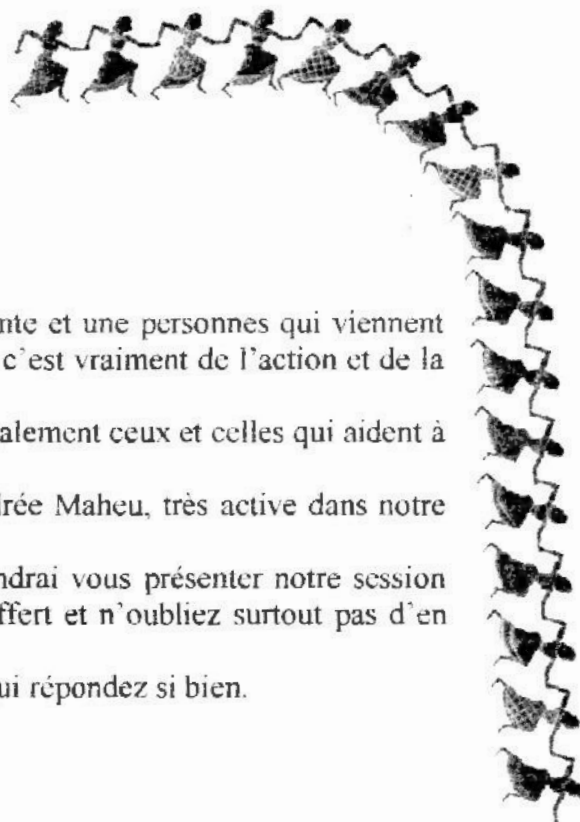 nte et une personnes qui viennent
c'est vraiment de l'action et de la
alement ceux et celles qui aident à
rée Maheu, très active dans notre
ndrai vous présenter notre session
ffert et n'oubliez surtout pas d'en
ui répondez si bien.